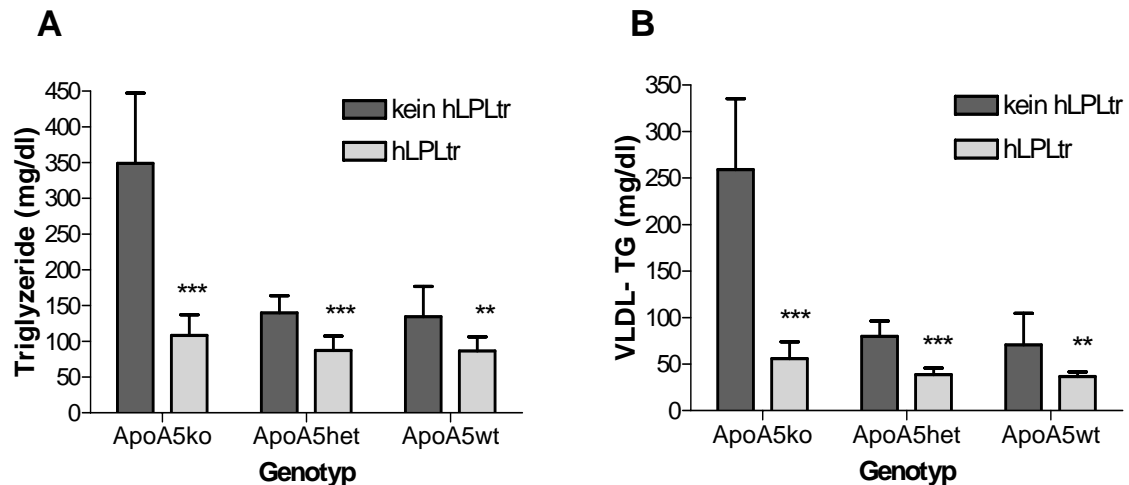 A
Triglyzeride (mg/dl)
450
400
350
300
250
200
150
100
50
0
kein hLPLtr
hLPLtr
***
***
**
ApoA5ko
ApoA5het
ApoA5wt
Genotyp
B
VLDL- TG (mg/dl)
350
300
250
200
150
100
50
0
kein hLPLtr
hLPLtr
***
***
**
ApoA5ko
ApoA5het
ApoA5wt
Genotyp